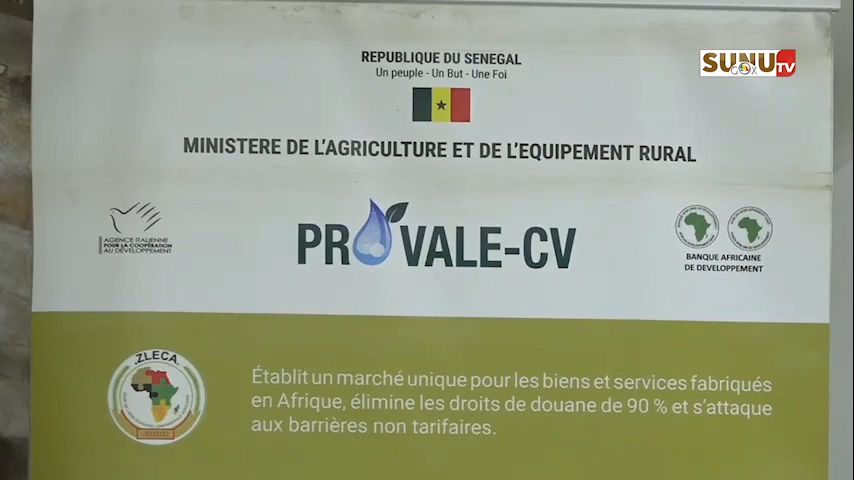 REPUBLIQUE DU SENEGAL
Un peuple - Un But - Une Foi
SUNU
GOX
TV
MINISTERE DE L'AGRICULTURE ET DE L'EQUIPEMENT RURAL
AGENCE ITALIENNE
POUR LA COOPÉRATION
AU DÉVELOPPEMENT
PROVALE-CV
BANQUE AFRICAINE
DE DEVELOPPEMENT
ZLECA
Établit un marché unique pour les biens et services fabriqués
en Afrique, élimine les droits de douane de 90 % et s'attaque
aux barrières non tarifaires.